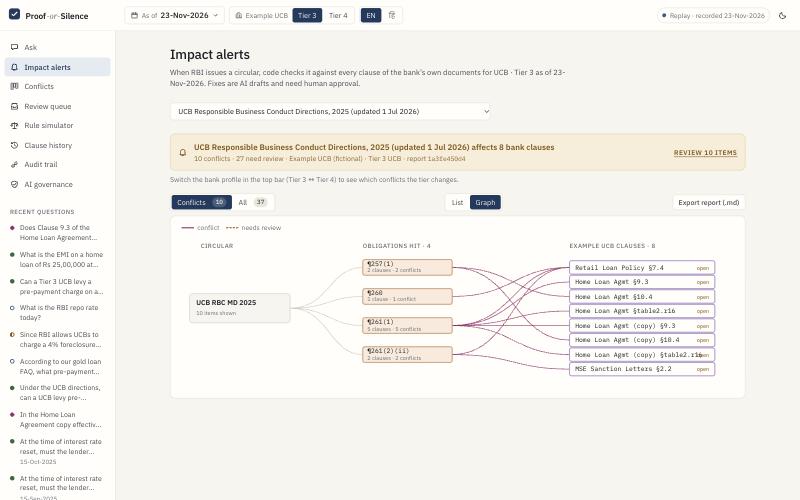 Proof-or-Silence
As of 23-Nov-2026
Example UCB Tier 3 Tier 4
EN
Replay · recorded 23-Nov-2026
Ask
Impact alerts
Conflicts
Review queue
Rule simulator
Clause history
Audit trail
AI governance
RECENT QUESTIONS
Does Clause 9.3 of the
Home Loan Agreement...
What is the EMI on a home
loan of Rs 25,00,000 at...
Can a Tier 3 UCB levy a
pre-payment charge on a...
What is the RBI repo rate
today?
Since RBI allows UCBs to
charge a 4% foreclosure...
According to our gold loan
FAQ, what pre-payment...
Under the UCB directions,
can a UCB levy pre...
In the Home Loan
Agreement copy effectiv...
At the time of interest rate
reset, must the lender...
15-Oct-2025
At the time of interest rate
reset, must the lender...
15-Sep-2025
Impact alerts
When RBI issues a circular, code checks it against every clause of the bank's own documents for UCB · Tier 3 as of 23-
Nov-2026. Fixes are AI drafts and need human approval.
UCB Responsible Business Conduct Directions, 2025 (updated 1 Jul 2026)
UCB Responsible Business Conduct Directions, 2025 (updated 1 Jul 2026) affects 8 bank clauses
10 conflicts · 27 need review · Example UCB (fictional) · Tier 3 UCB · report 1a3fe450d4
REVIEW 10 ITEMS
Switch the bank profile in the top bar (Tier 3 ↔ Tier 4) to see which conflicts the tier changes.
Conflicts 10 All 37
List Graph
Export report (.md)
conflict needs review
CIRCULAR
OBLIGATIONS HIT · 4
EXAMPLE UCB CLAUSES · 8
UCB RBC MD 2025
10 items shown
¶257(1)
2 clauses · 2 conflicts
¶260
1 clause · 1 conflict
¶261(1)
5 clauses · 5 conflicts
¶261(2)(ii)
2 clauses · 2 conflicts
Retail Loan Policy §7.4 open
Home Loan Agmt §9.3 open
Home Loan Agmt §10.4 open
Home Loan Agmt §table2.r16 open
Home Loan Agmt (copy) §9.3 open
Home Loan Agmt (copy) §10.4 open
Home Loan Agmt (copy) §table2.r16 open
MSE Sanction Letters §2.2 open